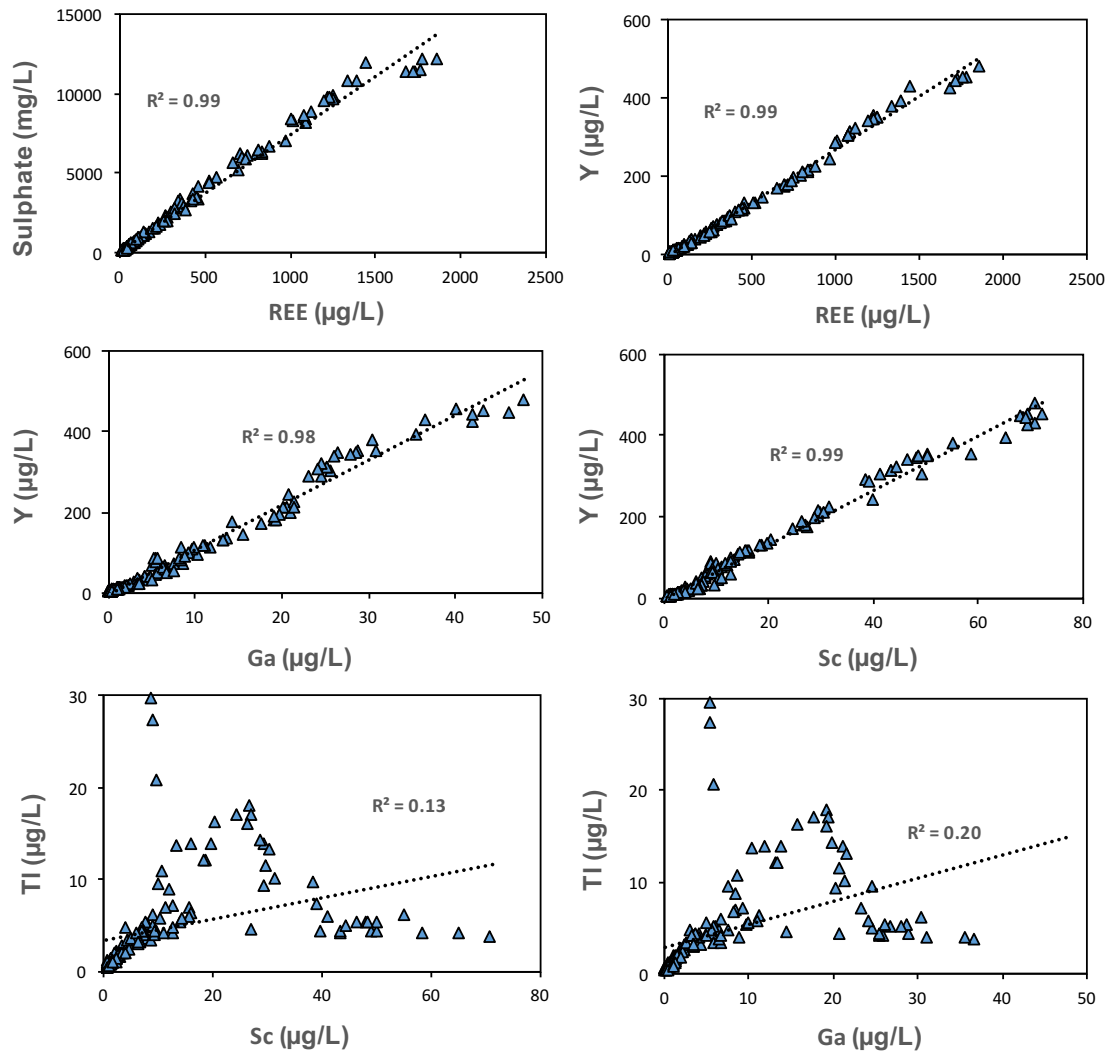 15000
10000
5000
0
Sulphate (mg/L)
R² = 0.99
0 500 1000 1500 2000 2500
REE (µg/L)
600
400
200
0
Y (µg/L)
R² = 0.99
0 500 1000 1500 2000 2500
REE (µg/L)
600
400
200
0
Y (µg/L)
R² = 0.98
0 10 20 30 40 50
Ga (µg/L)
600
400
200
0
Y (µg/L)
R² = 0.99
0 20 40 60 80
Sc (µg/L)
30
20
10
0
TI (µg/L)
R² = 0.13
0 20 40 60 80
Sc (µg/L)
30
20
10
0
TI (µg/L)
R² = 0.20
0 10 20 30 40 50
Ga (µg/L)